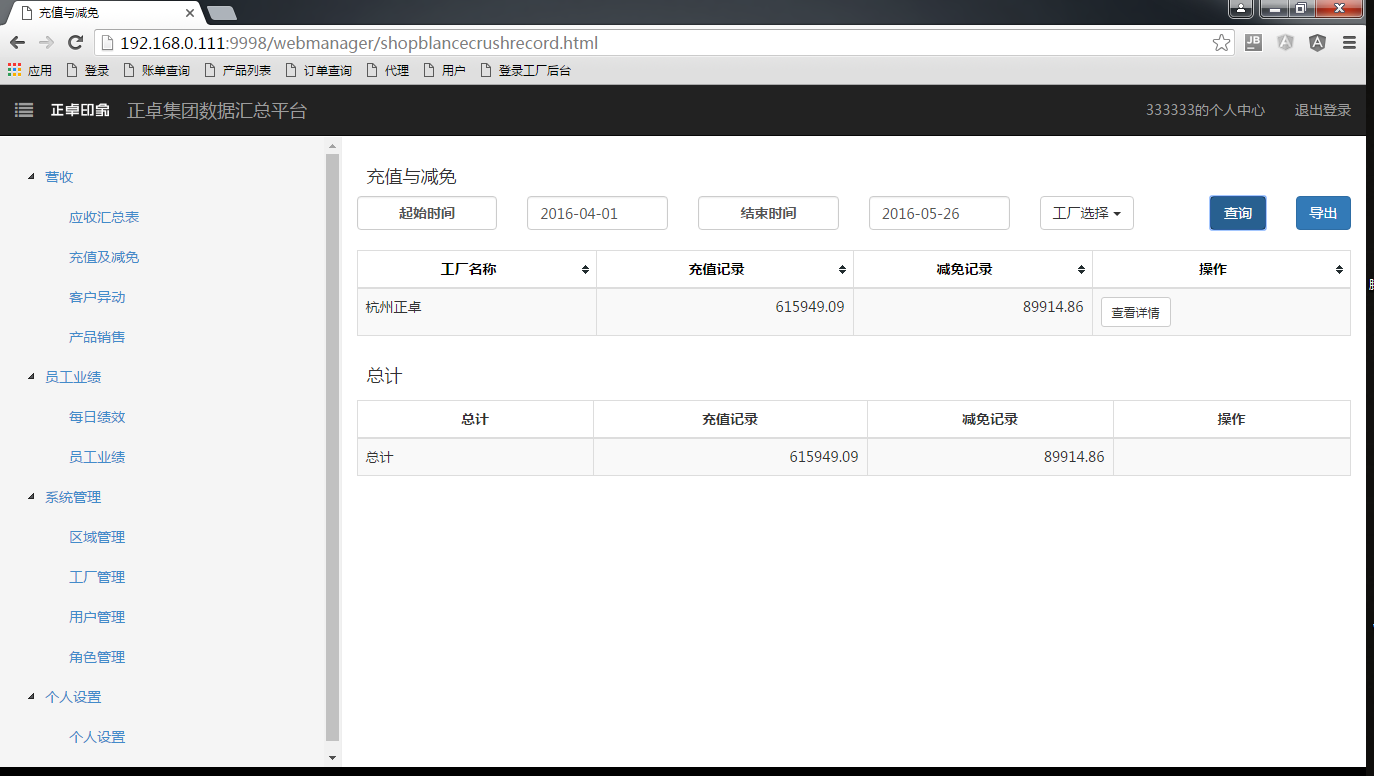 充值与减免
192.168.0.111:9998/webmanager/shopblancecrushrecord.html
应用 登录 账单查询 产品列表 订单查询 代理 用户 登录工厂后台
正卓印象 正卓集团数据汇总平台 333333的个人中心 退出登录
营收
应收汇总表
充值及减免
客户异动
产品销售
员工业绩
每日绩效
员工业绩
系统管理
区域管理
工厂管理
用户管理
角色管理
个人设置
个人设置
充值与减免
起始时间 2016-04-01 结束时间 2016-05-26 工厂选择 查询 导出
工厂名称 充值记录 减免记录 操作
杭州正卓 615949.09 89914.86 查看详情
总计
总计 充值记录 减免记录 操作
总计 615949.09 89914.86